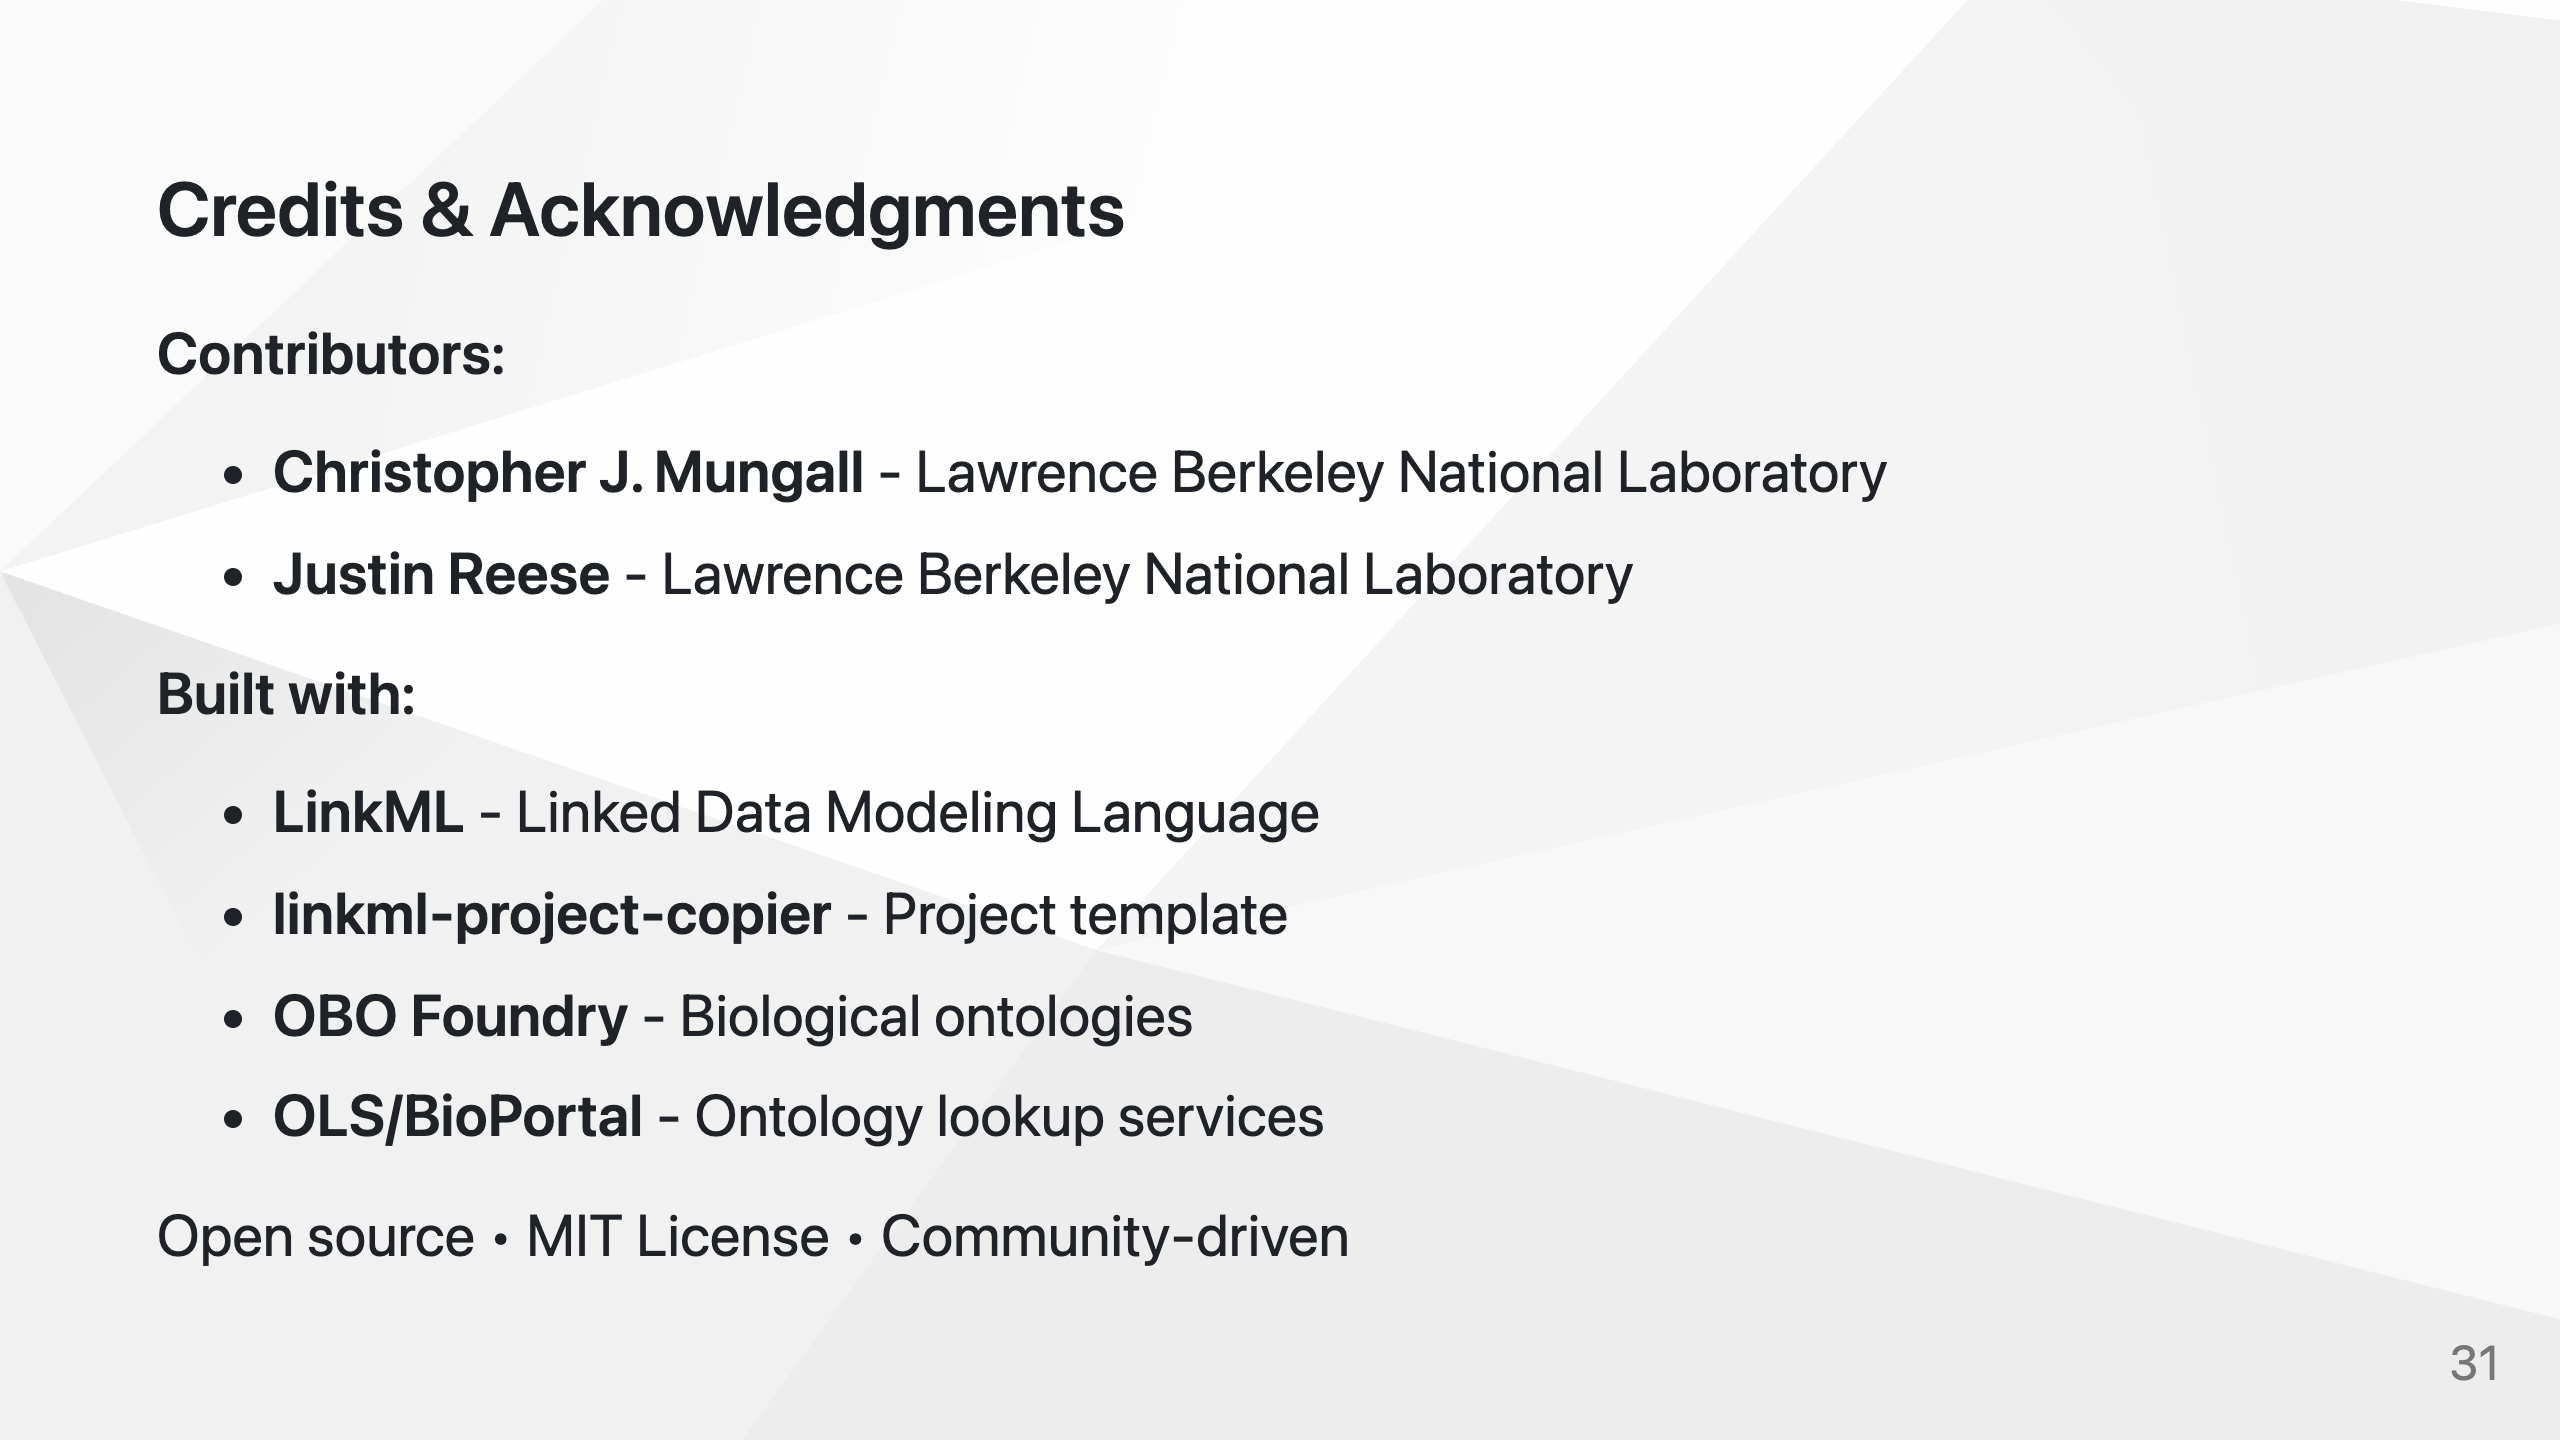 Credits & Acknowledgments
Contributors:
• Christopher J. Mungall - Lawrence Berkeley National Laboratory
• Justin Reese - Lawrence Berkeley National Laboratory
Built with:
• LinkML - Linked Data Modeling Language
• linkml-project-copier - Project template
• OBO Foundry - Biological ontologies
• OLS/BioPortal - Ontology lookup services
Open source • MIT License • Community-driven
31